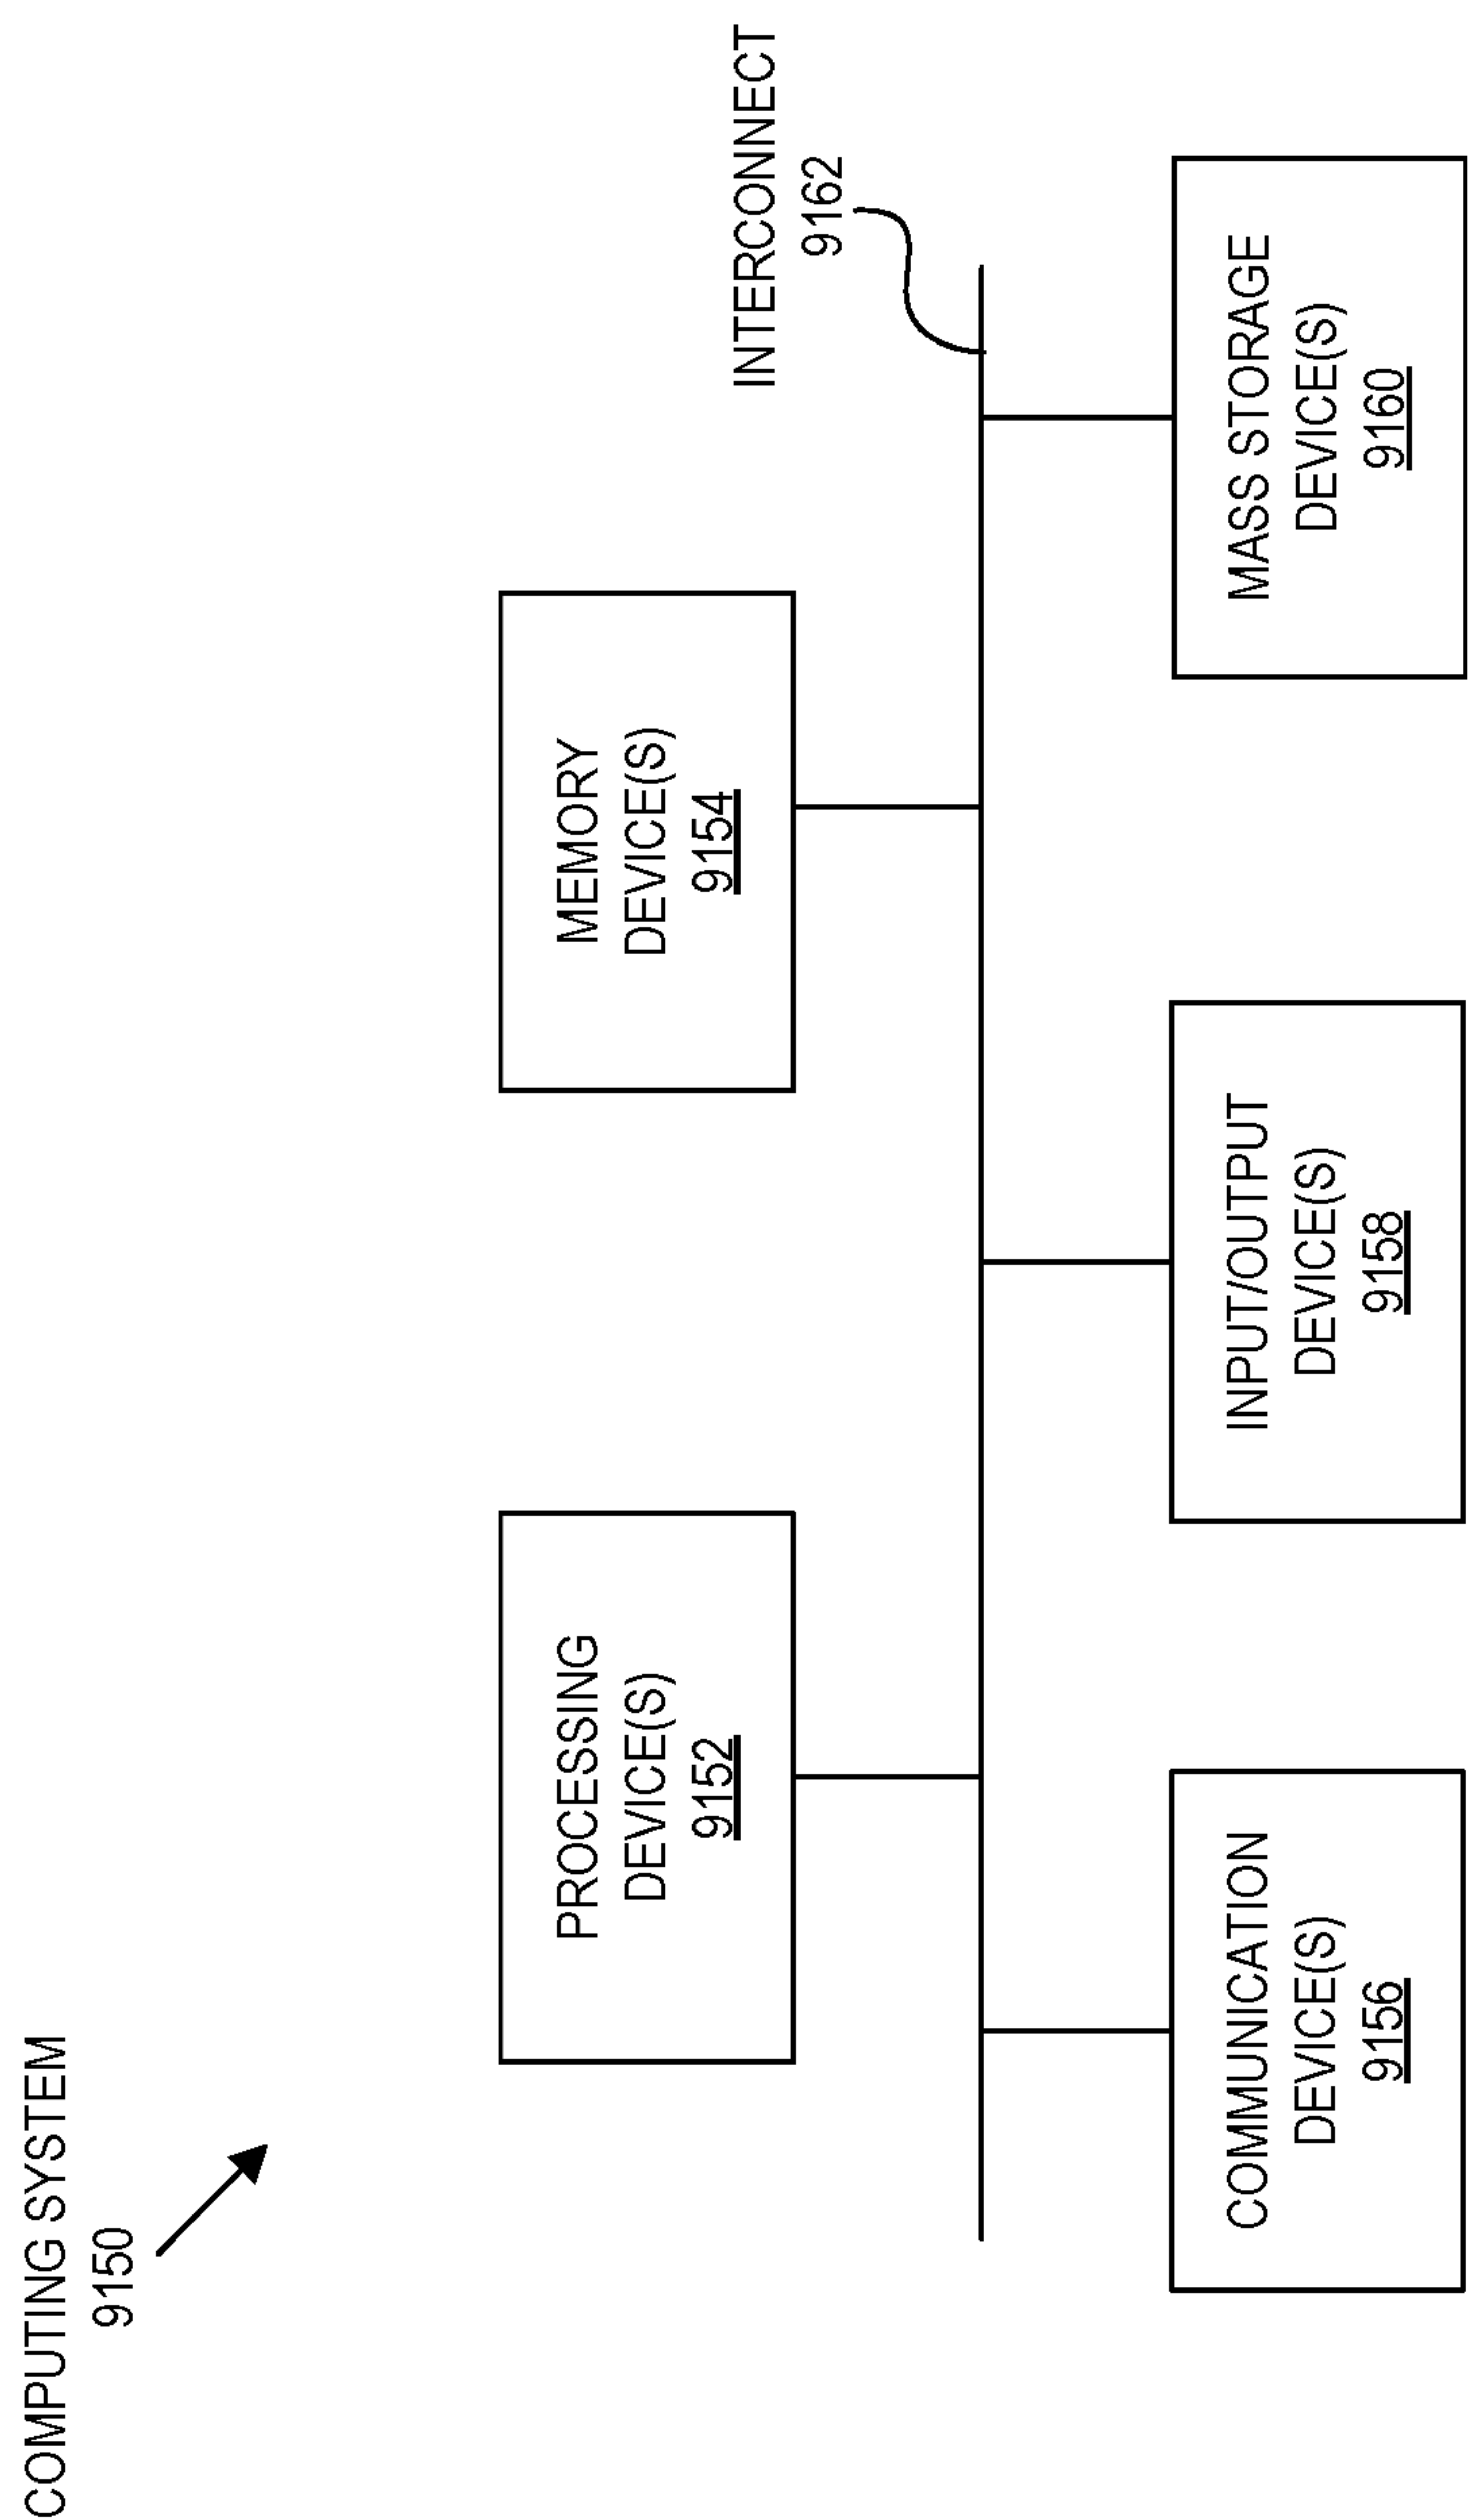 COMPUTING SYSTEM
9150
PROCESSING
DEVICE(S)
9152
MEMORY
DEVICE(S)
9154
INTERCONNECT
9162
COMMUNICATION
DEVICE(S)
9156
INPUT/OUTPUT
DEVICE(S)
9158
MASS STORAGE
DEVICE(S)
9160